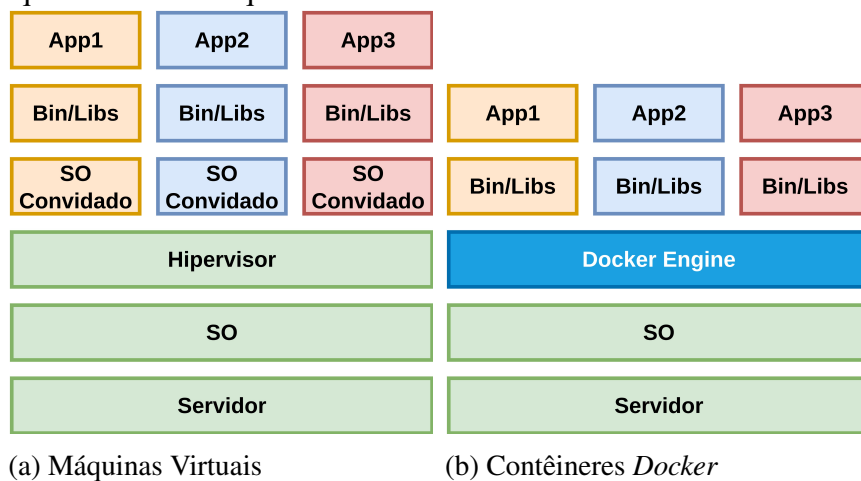 App1 App2 App3
Bin/Libs Bin/Libs Bin/Libs App1 App2 App3
SO Convidado SO Convidado SO Convidado Bin/Libs Bin/Libs Bin/Libs
Hipervisor Docker Engine
SO SO
Servidor Servidor
(a) Máquinas Virtuais (b) Contêineres Docker